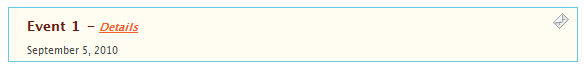 Event 1 – Details
September 5, 2010